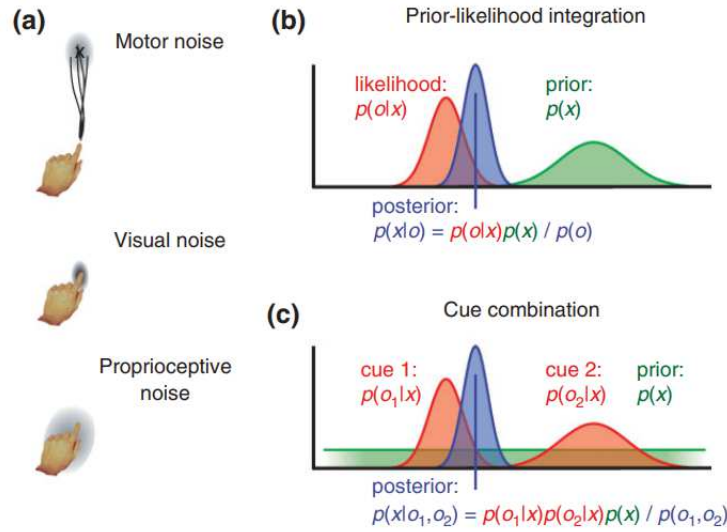 (a)
Motor noise
Visual noise
Proprioceptive
noise
(b)
Prior-likelihood integration
likelihood:
p(o|x)
prior:
p(x)
posterior:
p(x|o) = p(o|x)p(x) / p(o)
(c)
Cue combination
cue 1:
p(o₁|x)
cue 2:
p(o₂|x)
prior:
p(x)
posterior:
p(x|o₁,o₂) = p(o₁|x)p(o₂|x)p(x) / p(o₁,o₂)